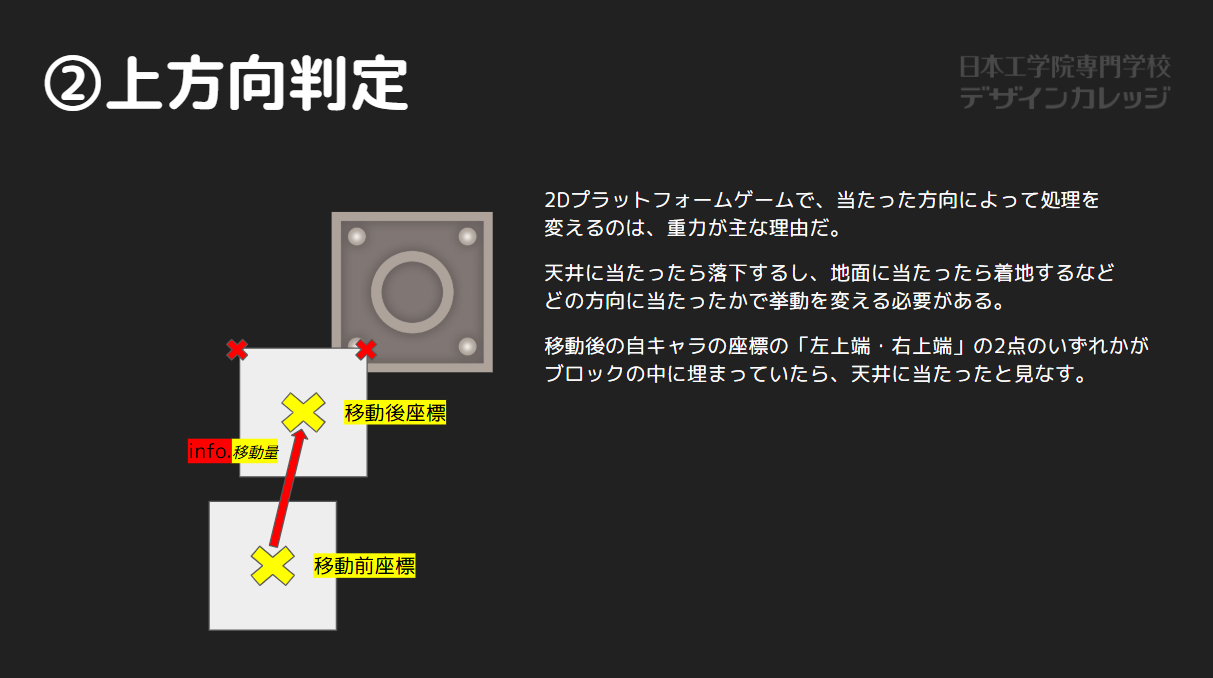 ②上方向判定
日本工学院専門学校
デザインカレッジ
2Dプラットフォームゲームで、当たった方向によって処理を
変えるのは、重力が主な理由だ。
天井に当たったら落下するし、地面に当たったら着地するなど
どの方向に当たったかで挙動を変える必要がある。
移動後の自キャラの座標の「左上端・右上端」の2点のいずれかが
ブロックの中に埋まっていたら、天井に当たったと見なす。
移動後座標
info.移動量
移動前座標